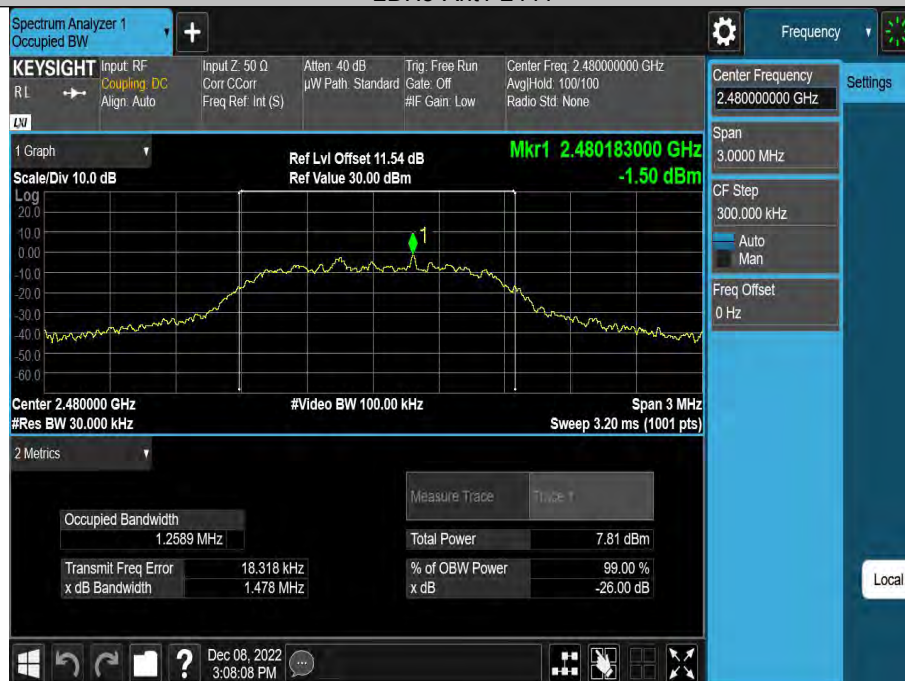 Spectrum Analyzer 1
Occupied BW
Frequency
KEYSIGHT
RL
LXI
Input: RF
Coupling: DC
Align: Auto
Input Z: 50 Ω
Corr CCorr
Freq Ref: Int (S)
Atten: 40 dB
µW Path: Standard
Trig: Free Run
Gate: Off
#IF Gain: Low
Center Freq: 2.480000000 GHz
Avg|Hold: 100/100
Radio Std: None
Center Frequency
2.480000000 GHz
Settings
Span
3.0000 MHz
CF Step
300.000 kHz
Auto
Man
Freq Offset
0 Hz
1 Graph
Scale/Div 10.0 dB
Ref Lvl Offset 11.54 dB
Ref Value 30.00 dBm
Mkr1 2.480183000 GHz
-1.50 dBm
Log
20.0
10.0
0.00
-10.0
-20.0
-30.0
-40.0
-50.0
-60.0
1
Center 2.480000 GHz
#Res BW 30.000 kHz
#Video BW 100.00 kHz
Span 3 MHz
Sweep 3.20 ms (1001 pts)
2 Metrics
Measure Trace
Trace 1
Occupied Bandwidth
1.2589 MHz
Total Power
7.81 dBm
Transmit Freq Error
18.318 kHz
% of OBW Power
99.00 %
x dB Bandwidth
1.478 MHz
x dB
-26.00 dB
Local
Dec 08, 2022
3:08:08 PM